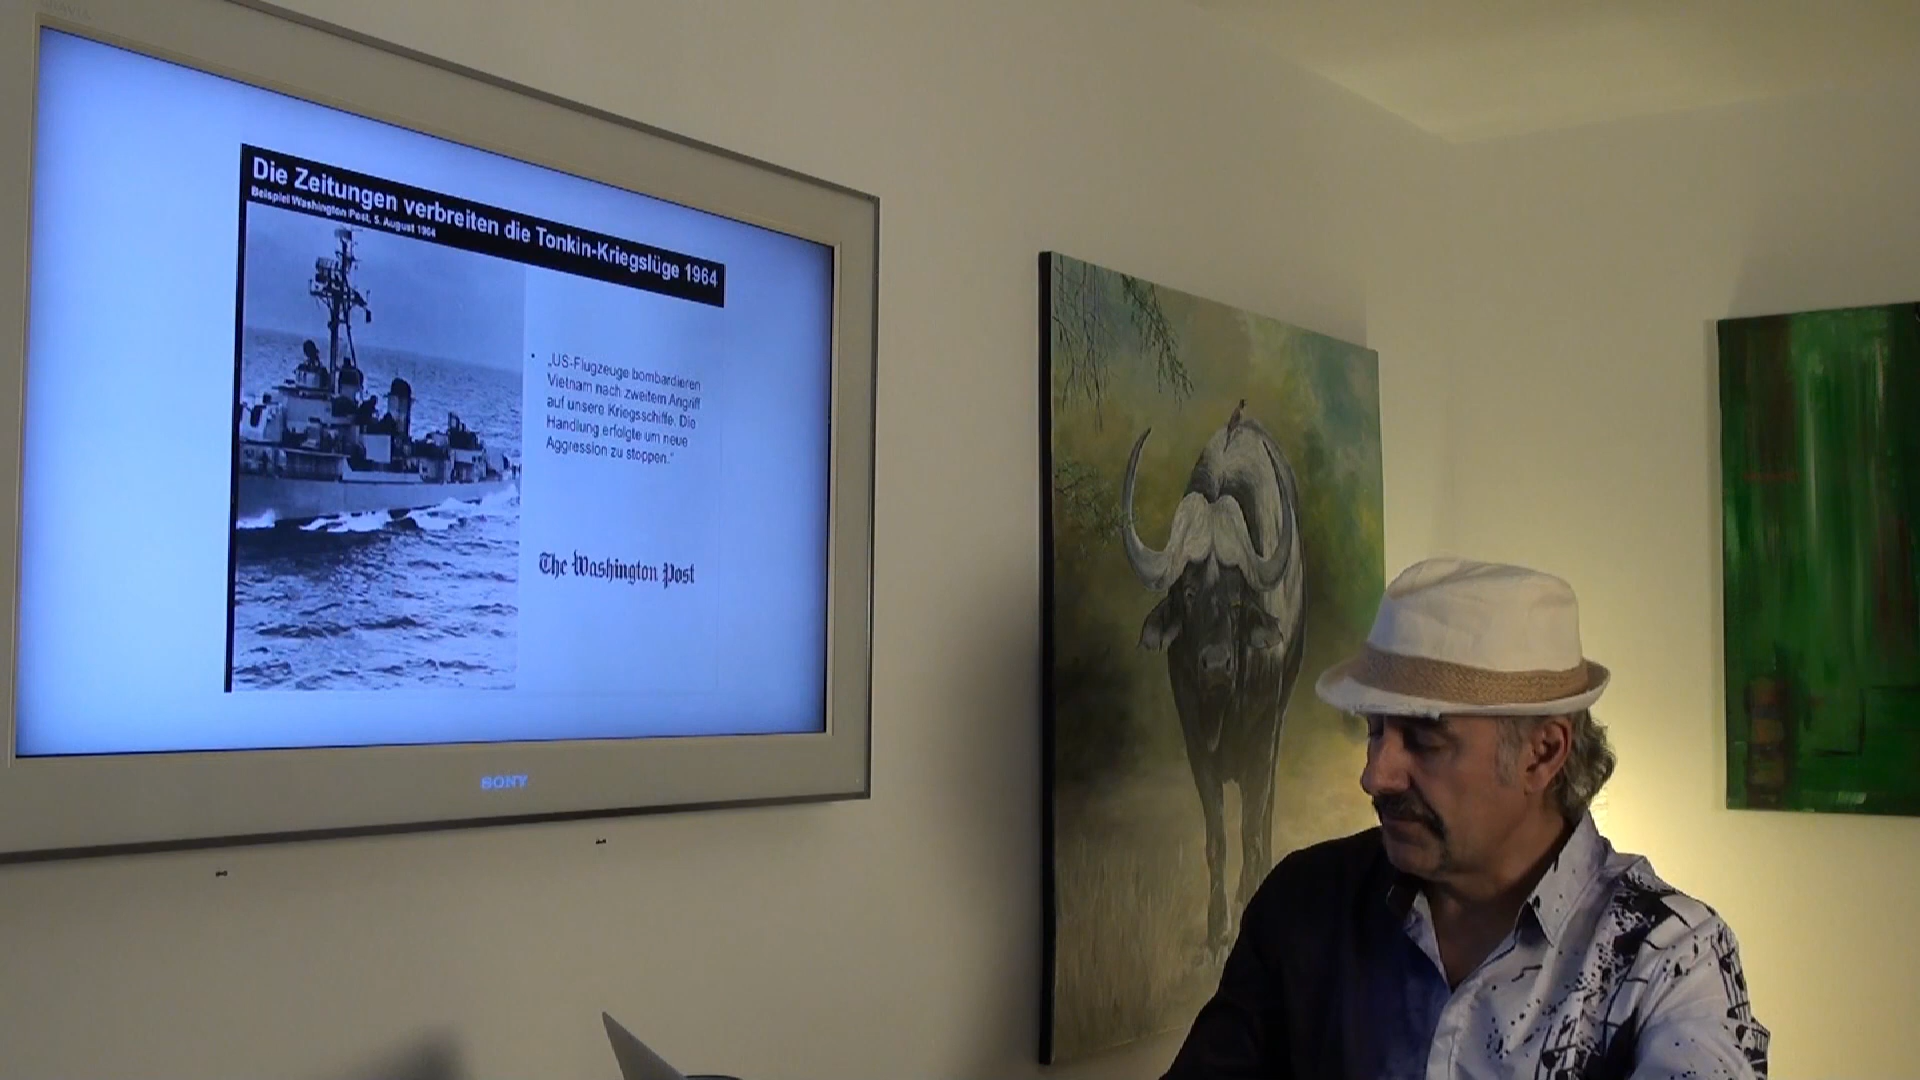 BRAVIA
Die Zeitungen verbreiten die Tonkin-Kriegslüge 1964
Beispiel Washington Post, 5. August 1964
• „US-Flugzeuge bombardieren
Vietnam nach zweitem Angriff
auf unsere Kriegsschiffe. Die
Handlung erfolgte um neue
Aggression zu stoppen.“
The Washington Post
SONY